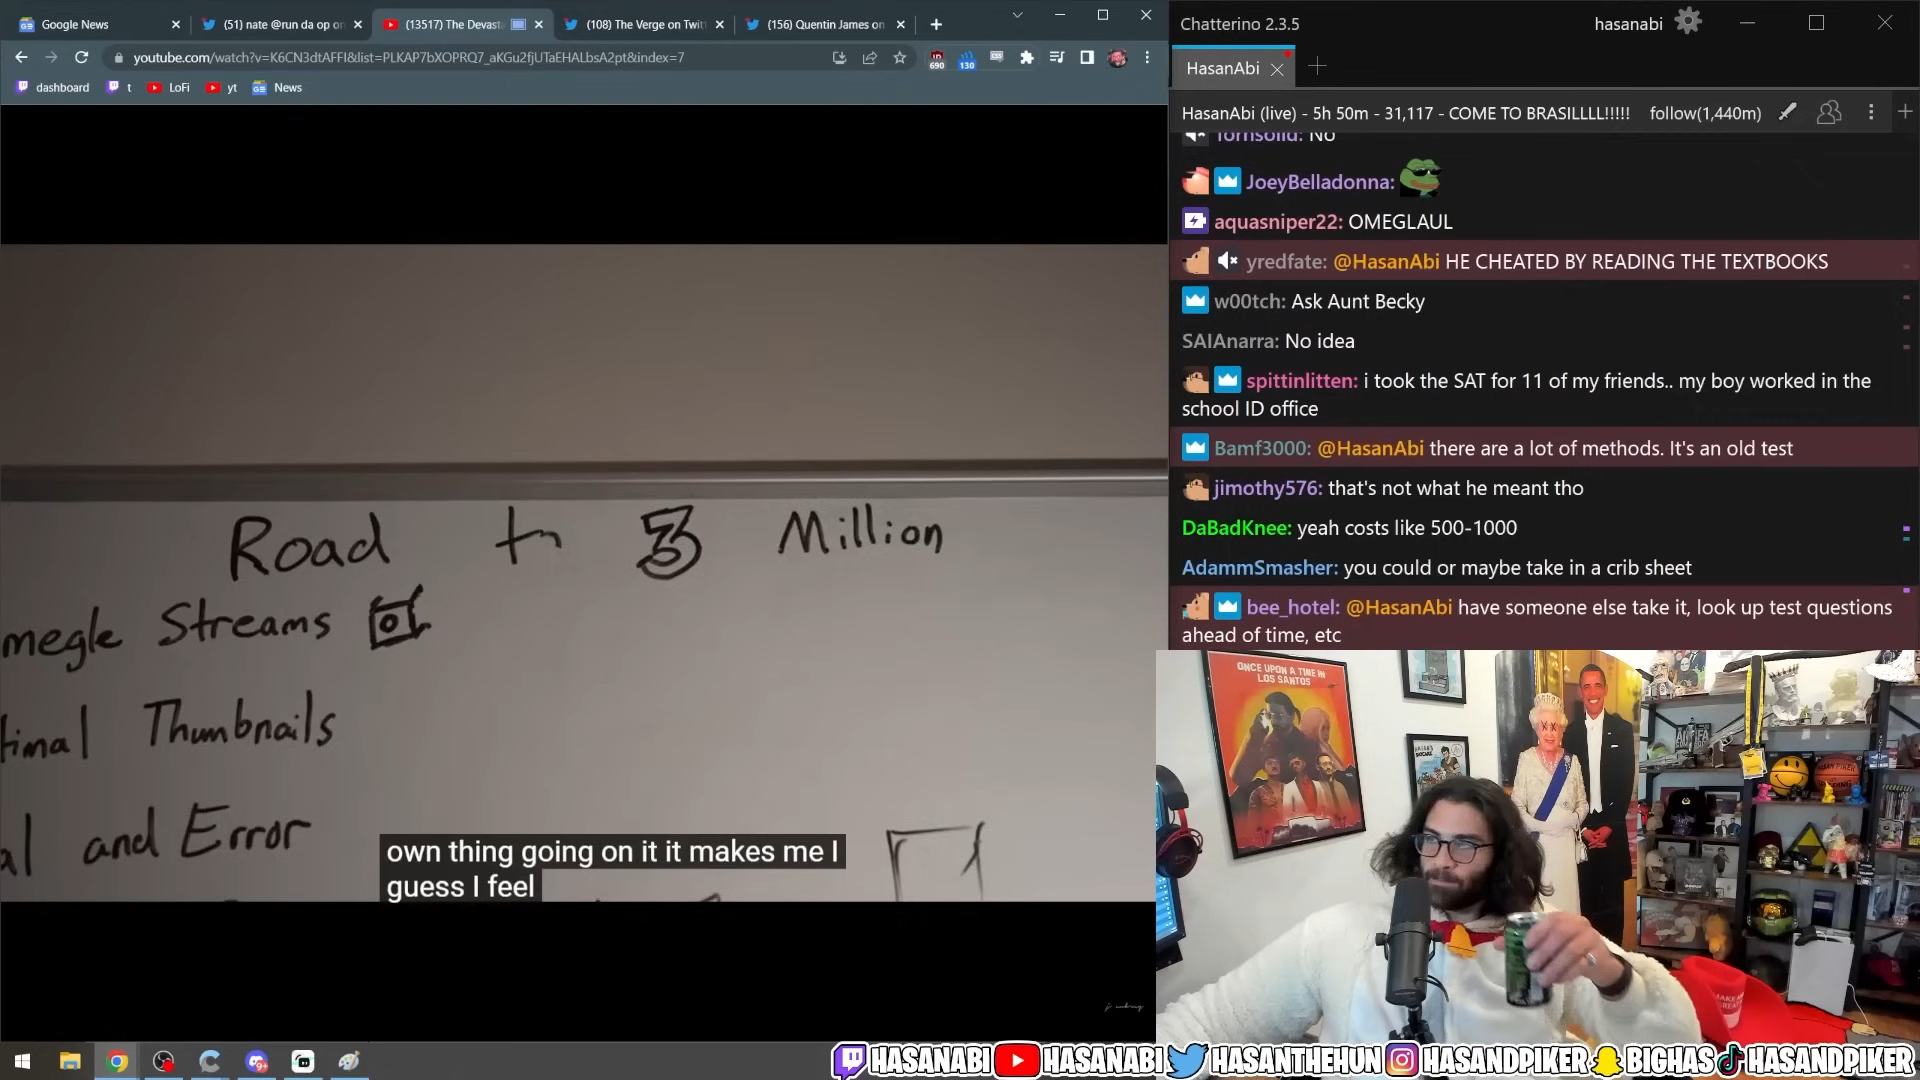 Google News
(51) nate @run da op on
(13517) The Devasta
(108) The Verge on Twitt
(156) Quentin James on
youtube.com/watch?v=K6CN3dtAFFI&list=PLKAP7bXOPRQ7_aKGu2fjUTaEHALbsA2pt&index=7
690
130
dashboard
t
LoFi
yt
News
Road to 3 Million
megle Streams
timal Thumbnails
al and Error
own thing going on it it makes me I
guess I feel
Chatterino 2.3.5
hasanabi
HasanAbi
HasanAbi (live) - 5h 50m - 31,117 - COME TO BRASILLLL!!!!!
follow(1,440m)
Tornsolid: No
JoeyBelladonna:
aquasniper22: OMEGLAUL
yredfate: @HasanAbi HE CHEATED BY READING THE TEXTBOOKS
w00tch: Ask Aunt Becky
SAIAnarra: No idea
spittinlitten: i took the SAT for 11 of my friends.. my boy worked in the
school ID office
Bamf3000: @HasanAbi there are a lot of methods. It's an old test
jimothy576: that's not what he meant tho
DaBadKnee: yeah costs like 500-1000
AdammSmasher: you could or maybe take in a crib sheet
bee_hotel: @HasanAbi have someone else take it, look up test questions
ahead of time, etc
ONCE UPON A TIME IN
LOS SANTOS
HASANABI
HASANABI
HASANTHEHUN
HASANDPIKER
BIGHAS
HASANDPIKER